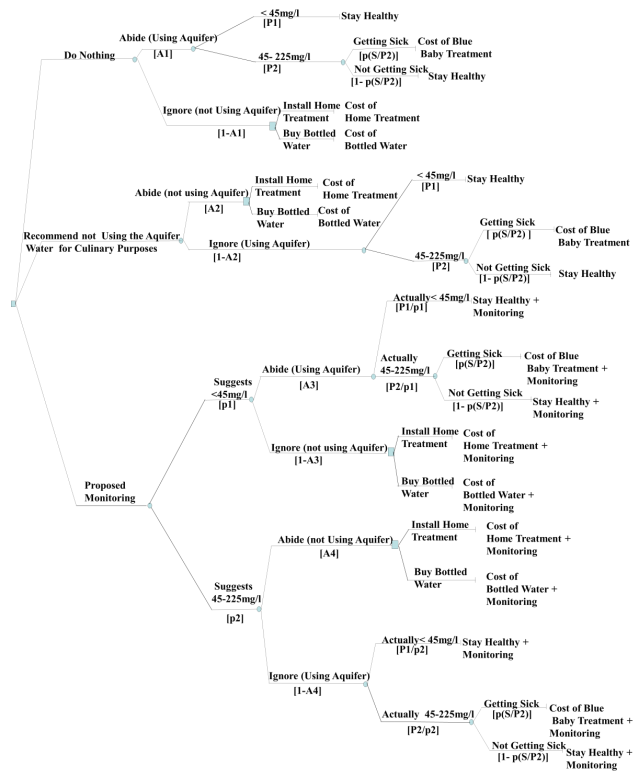 < 45mg/l
[P1]
Stay Healthy
Abide (Using Aquifer)
[A1]
Do Nothing
45- 225mg/l
[P2]
Getting Sick
[p(S/P2)]
Cost of Blue
Baby Treatment
Not Getting Sick
[1- p(S/P2)]
Stay Healthy
Ignore (not Using Aquifer)
[1-A1]
Install Home
Treatment
Cost of
Home Treatment
Buy Bottled
Water
Cost of
Bottled Water
Recommend not Using the Aquifer
Water for Culinary Purposes
Abide (not using Aquifer)
[A2]
Install Home
Treatment
Cost of
Home Treatment
Buy Bottled
Water
Cost of
Bottled Water
Ignore (Using Aquifer)
[1-A2]
< 45mg/l
[P1]
Stay Healthy
45-225mg/l
[P2]
Getting Sick
[ p(S/P2) ]
Cost of Blue
Baby Treatment
Not Getting Sick
[1- p(S/P2)]
Stay Healthy
Proposed
Monitoring
Suggests
<45mg/l
[p1]
Abide (Using Aquifer)
[A3]
Actually< 45mg/l
[P1/p1]
Stay Healthy +
Monitoring
Actually
45-225mg/l
[P2/p1]
Getting Sick
[p(S/P2)]
Cost of Blue
Baby Treatment +
Monitoring
Not Getting Sick
[1- p(S/P2)]
Stay Healthy +
Monitoring
Ignore (not using Aquifer)
[1-A3]
Install Home
Treatment
Cost of
Home Treatment +
Monitoring
Buy Bottled
Water
Cost of
Bottled Water +
Monitoring
Suggests
45-225mg/l
[p2]
Abide (not Using Aquifer)
[A4]
Install Home
Treatment
Cost of
Home Treatment +
Monitoring
Buy Bottled
Water
Cost of
Bottled Water +
Monitoring
Ignore (Using Aquifer)
[1-A4]
Actually< 45mg/l
[P1/p2]
Stay Healthy +
Monitoring
Actually 45-225mg/l
[P2/p2]
Getting Sick
[p(S/P2)]
Cost of Blue
Baby Treatment +
Monitoring
Not Getting Sick
[1- p(S/P2)]
Stay Healthy +
Monitoring